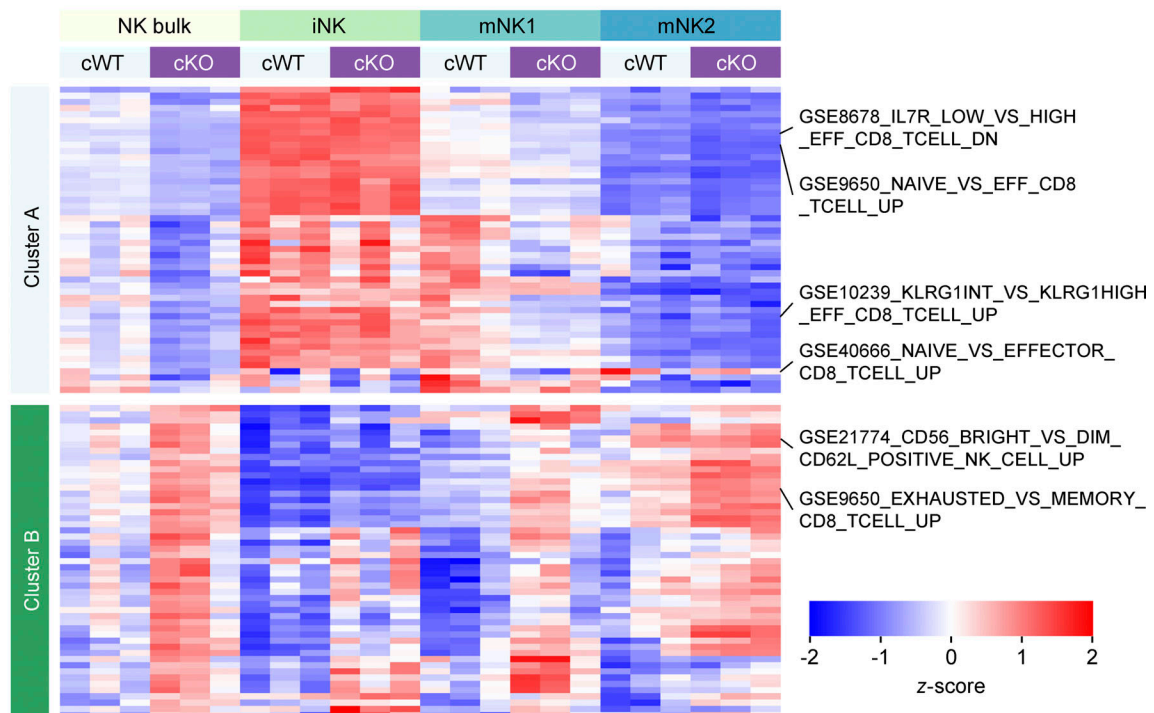 NK bulk iNK mNK1 mNK2
cWT cKO cWT cKO cWT cKO cWT cKO
Cluster A
GSE8678_IL7R_LOW_VS_HIGH
_EFF_CD8_TCELL_DN
GSE9650_NAIVE_VS_EFF_CD8
_TCELL_UP
GSE10239_KLRG1INT_VS_KLRG1HIGH
_EFF_CD8_TCELL_UP
GSE40666_NAIVE_VS_EFFECTOR_
CD8_TCELL_UP
Cluster B
GSE21774_CD56_BRIGHT_VS_DIM_
CD62L_POSITIVE_NK_CELL_UP
GSE9650_EXHAUSTED_VS_MEMORY_
CD8_TCELL_UP
-2 -1 0 1 2
z-score